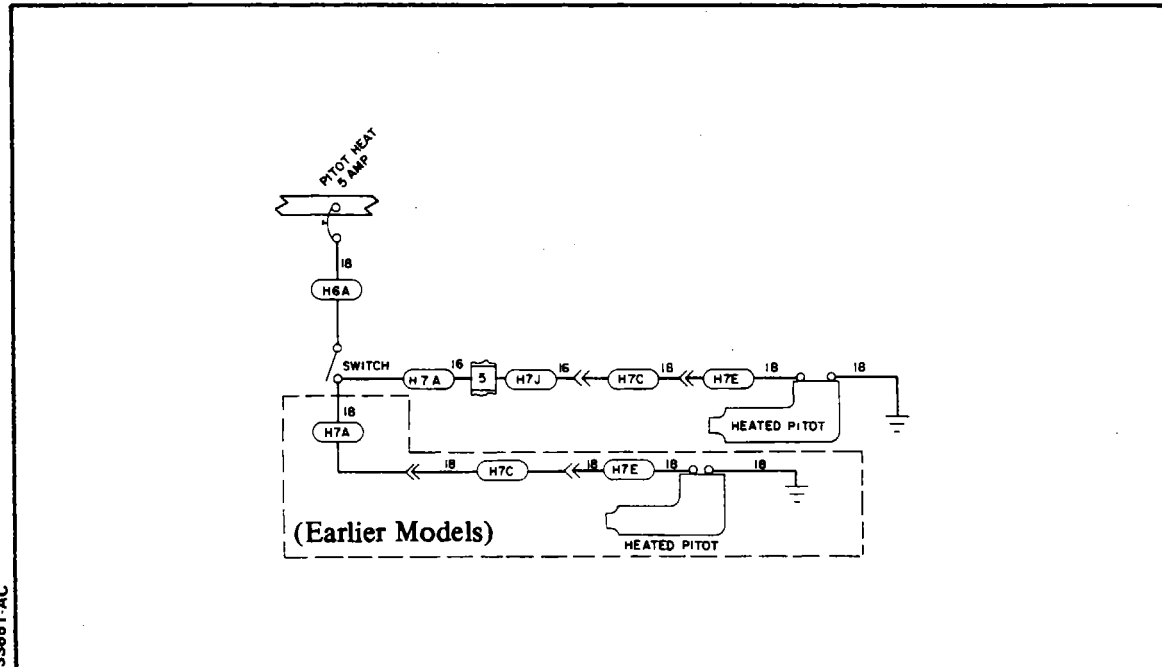 PITOT HEAT
5 AMP
18
H6A
SWITCH
H7A
16
5
H7J
16
H7C
18
H7E
18
18
HEATED PITOT
18
H7A
18
H7C
18
H7E
18
18
(Earlier Models)
HEATED PITOT